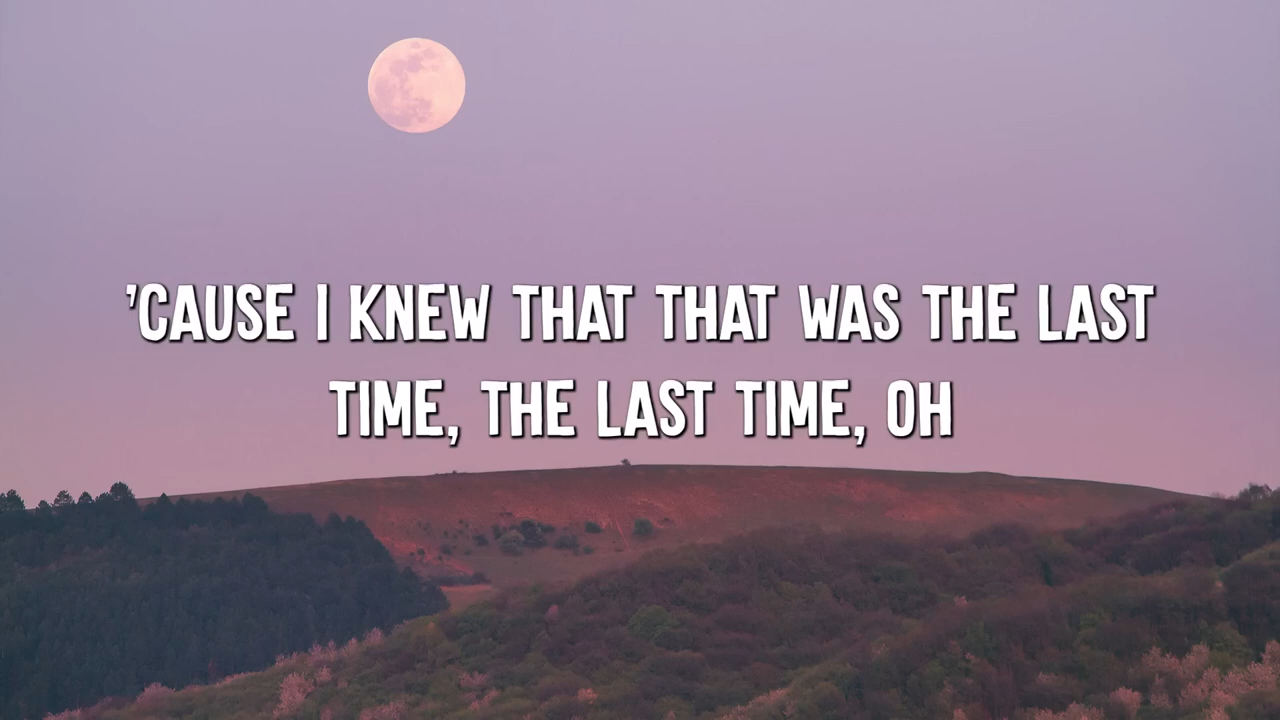 'CAUSE I KNEW THAT THAT WAS THE LAST
TIME, THE LAST TIME, OH